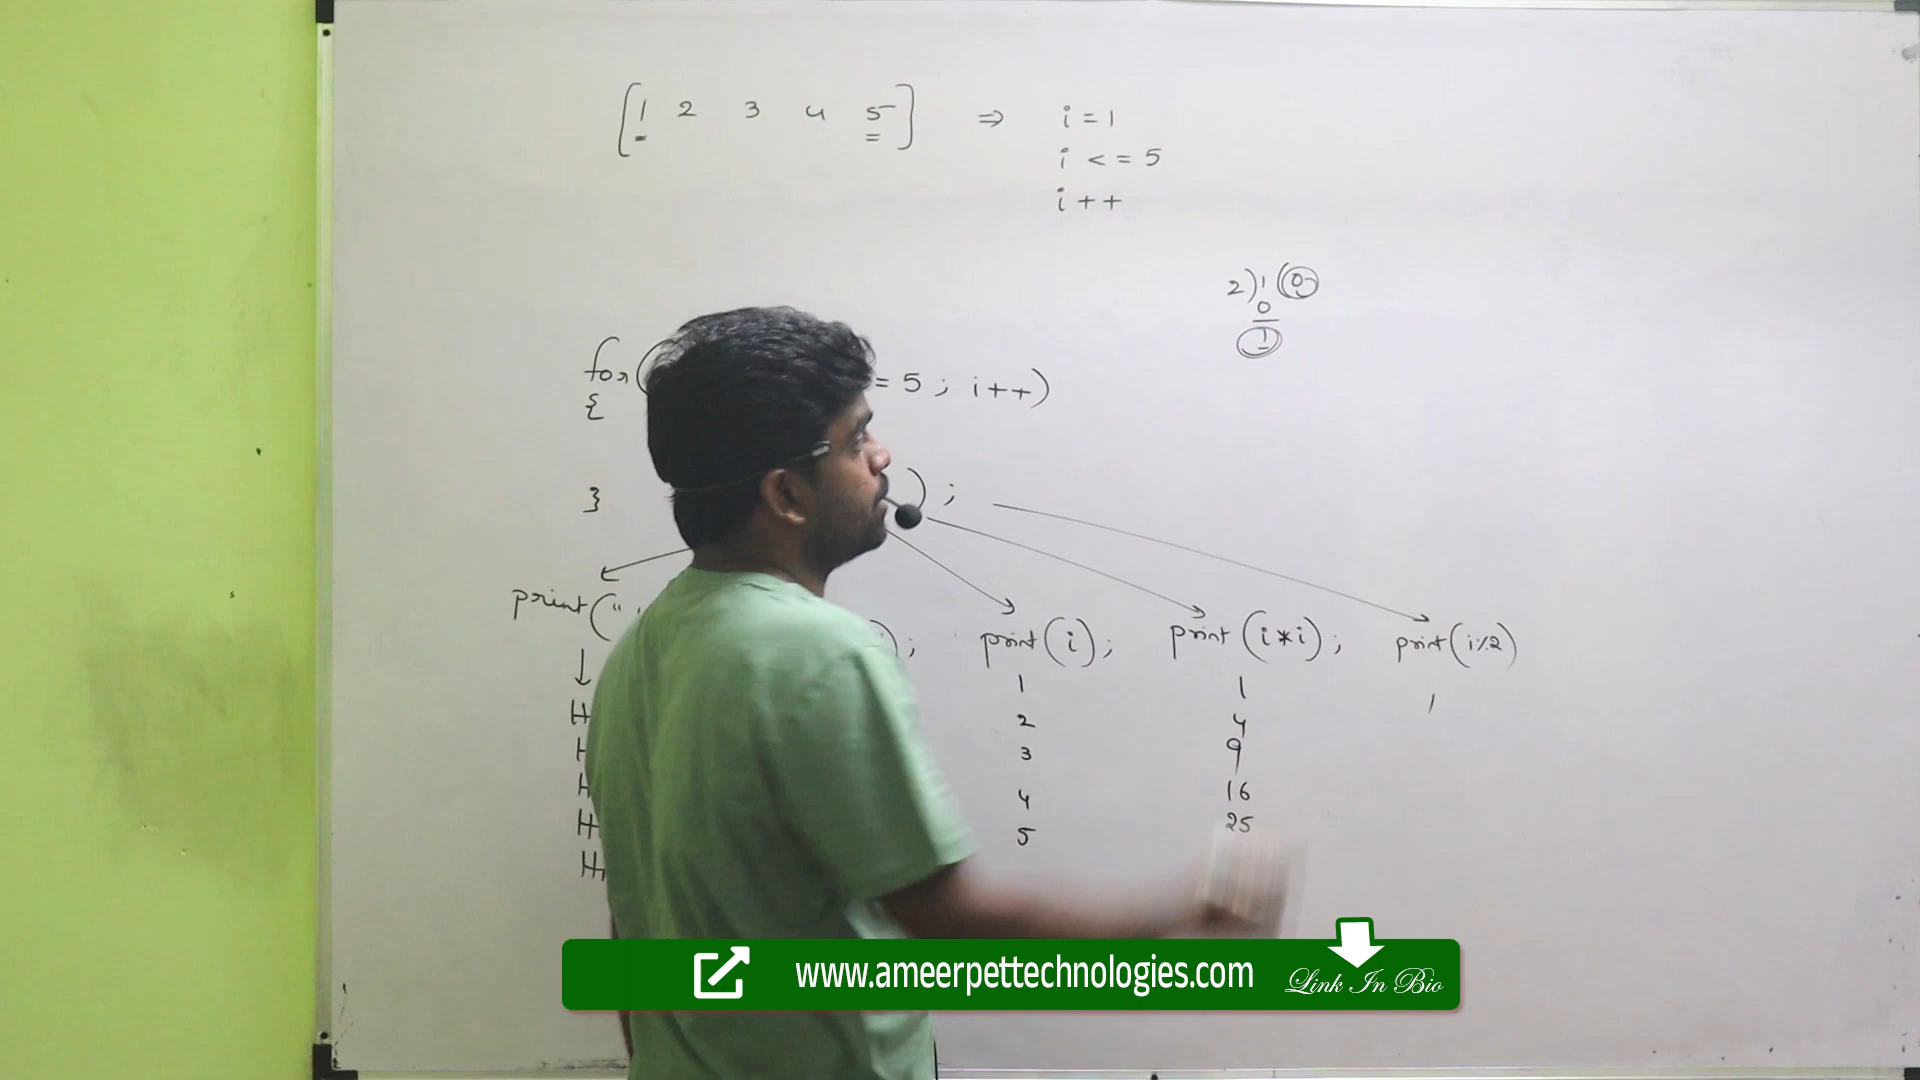 [1 2 3 4 5] ⇒ i = 1
i <= 5
i ++
2)1(0
0
1
for( = 5 ; i++)
{
) ;
}
print(" ); print(i); print(i*i); print(i%2)
↓
H 1 1 1
H 2 4
H 3 9
H 4 16
Hi 5 25
www.ameerpettechnologies.com Link In Bio